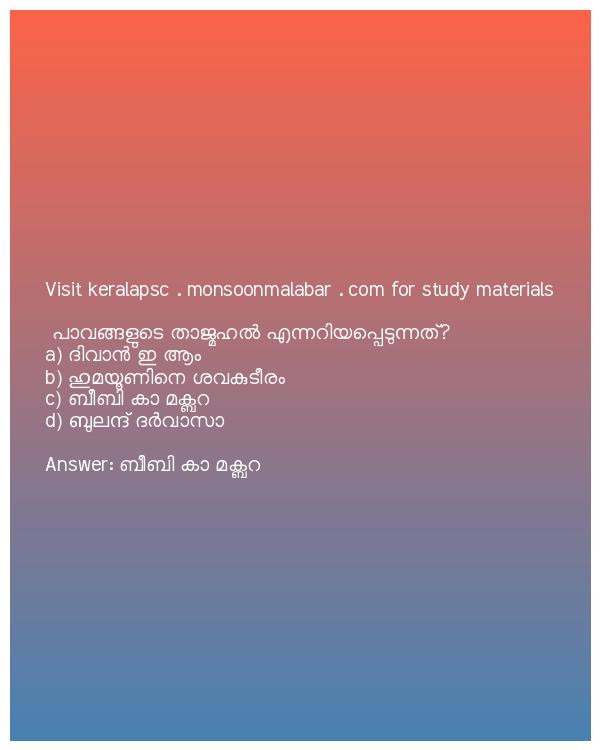 Visit keralapsc . monsoonmalabar . com for study materials
പാവങ്ങളുടെ താജ്മഹൽ എന്നറിയപ്പെടുന്നത്?
a) ദിവാൻ ഇ ആം
b) ഹുമയൂണിനെ ശവകുടീരം
c) ബീബി കാ മക്ബറ
d) ബുലന്ദ് ദർവാസാ
Answer: ബീബി കാ മക്ബറ